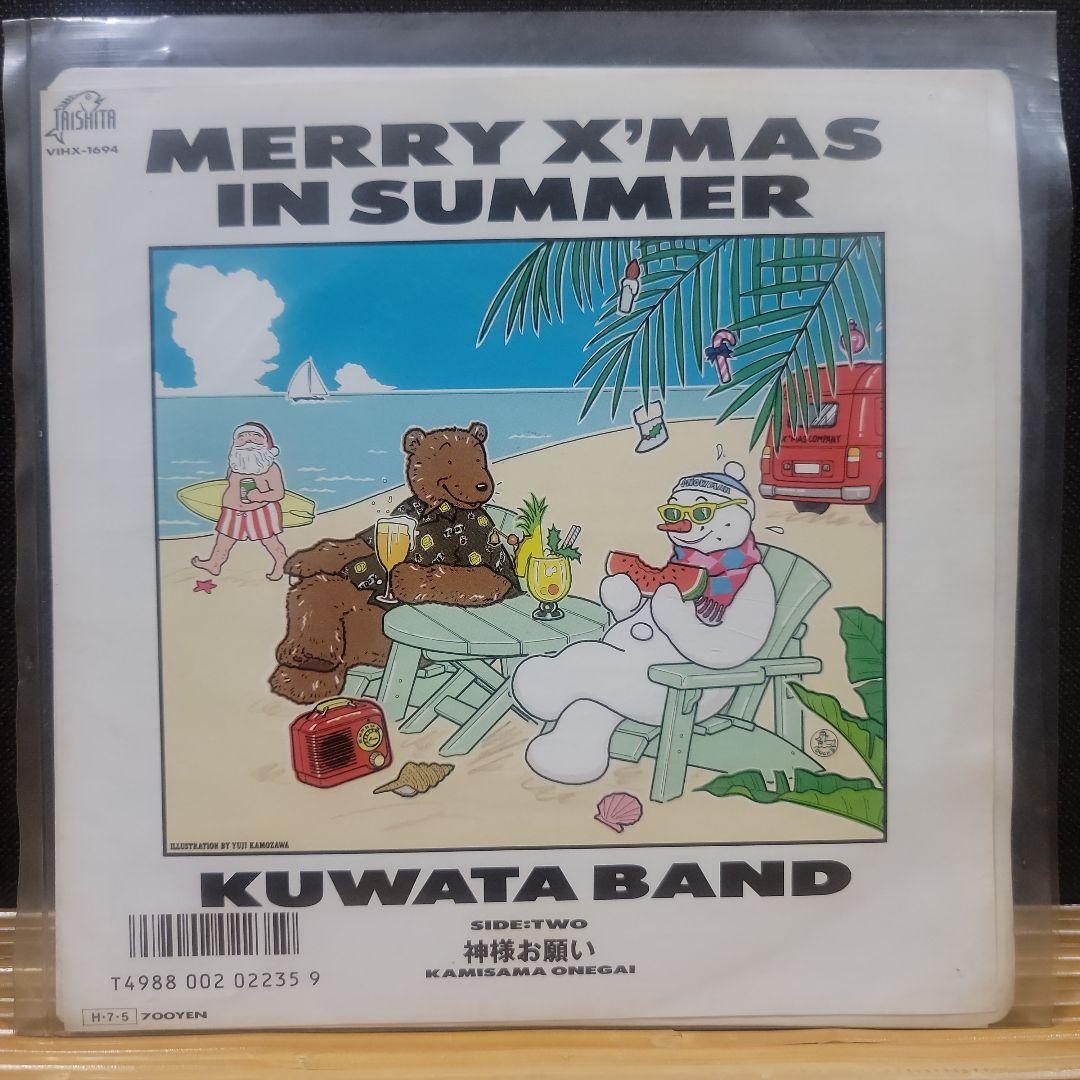 TAISHITA
VIHX-1694
MERRY X'MAS
IN SUMMER
X'MAS COMPANY
SNOWMAN
ILLUSTRATION BY YUJI KAMOZAWA
KUWATA BAND
SIDE:TWO
神様お願い
KAMISAMA ONEGAI
T4988 002 02235 9
H・7・5 700YEN